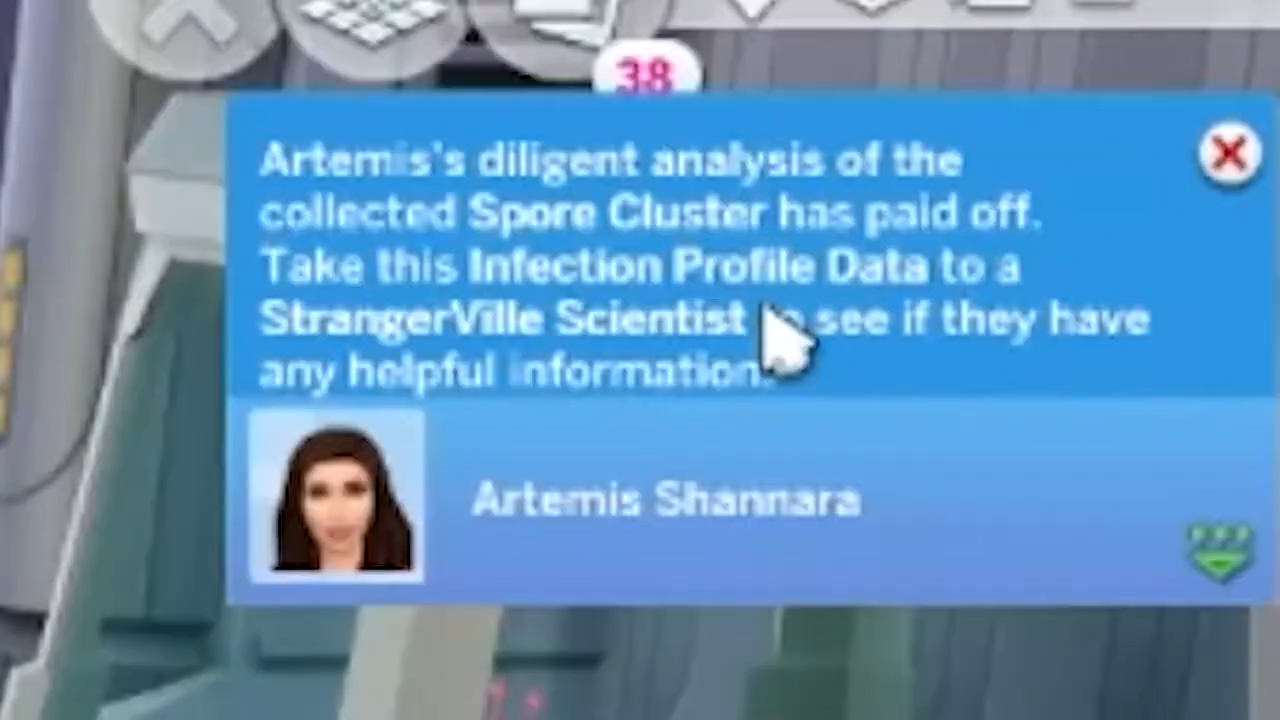 38
Artemis's diligent analysis of the
collected Spore Cluster has paid off.
Take this Infection Profile Data to a
StrangerVille Scientist to see if they have
any helpful information.
Artemis Shannara